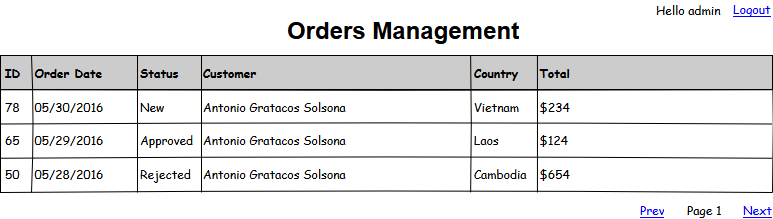 Hello admin Logout
Orders Management
ID Order Date Status Customer Country Total
78 05/30/2016 New Antonio Gratacos Solsona Vietnam $234
65 05/29/2016 Approved Antonio Gratacos Solsona Laos $124
50 05/28/2016 Rejected Antonio Gratacos Solsona Cambodia $654
Prev Page 1 Next